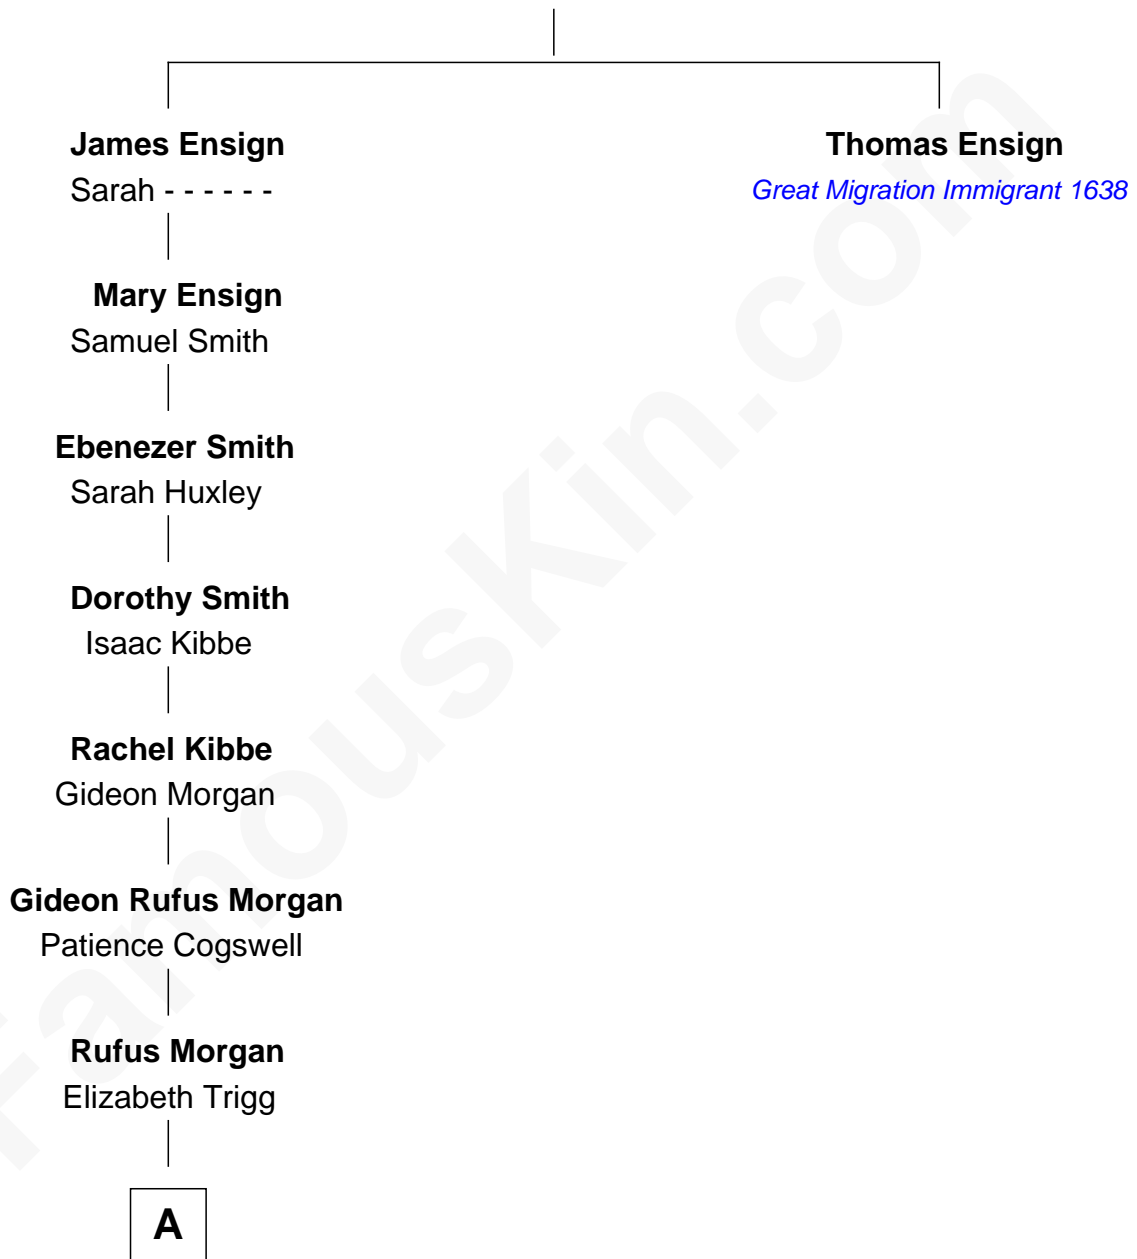 James Ensign
Thomas Ensign
Sarah - - - - - -
Great Migration Immigrant 1638
Mary Ensign
Samuel Smith
Ebenezer Smith
Sarah Huxley
Dorothy Smith
Isaac Kibbe
Rachel Kibbe
Gideon Morgan
Gideon Rufus Morgan
Patience Cogswell
Rufus Morgan
Elizabeth Trigg
A
FamousKin.com